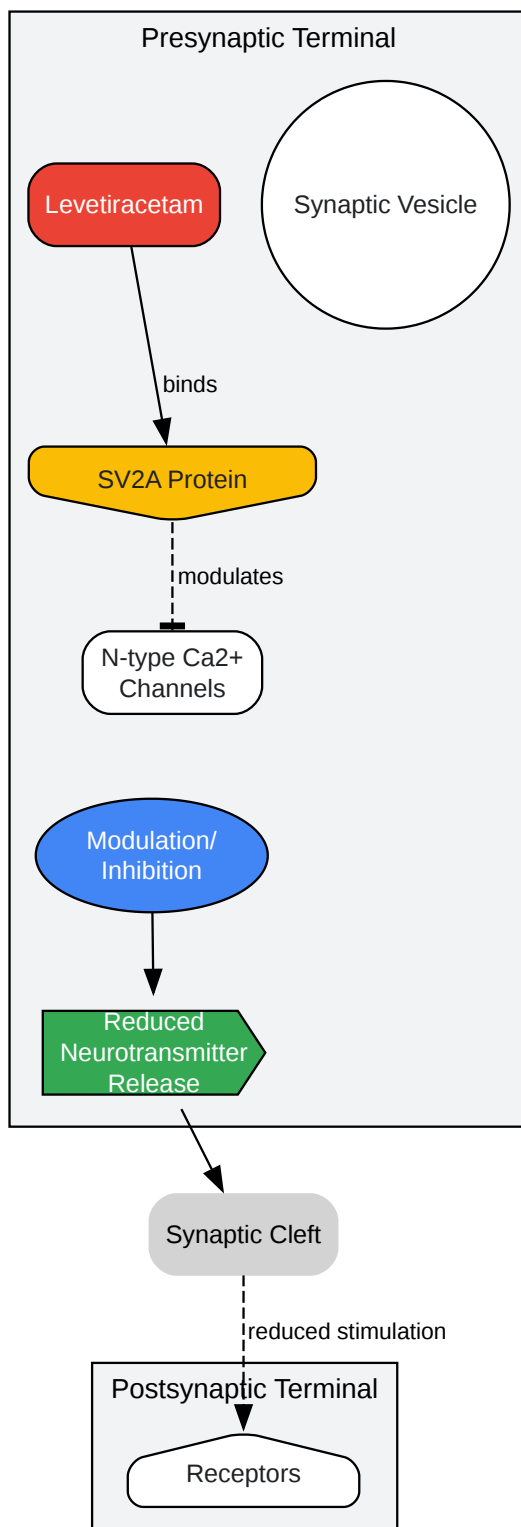 Presynaptic Terminal
Levetiracetam
Synaptic Vesicle
binds
SV2A Protein
modulates
N-type Ca2+
Channels
Modulation/
Inhibition
Reduced
Neurotransmitter
Release
Synaptic Cleft
reduced stimulation
Postsynaptic Terminal
Receptors